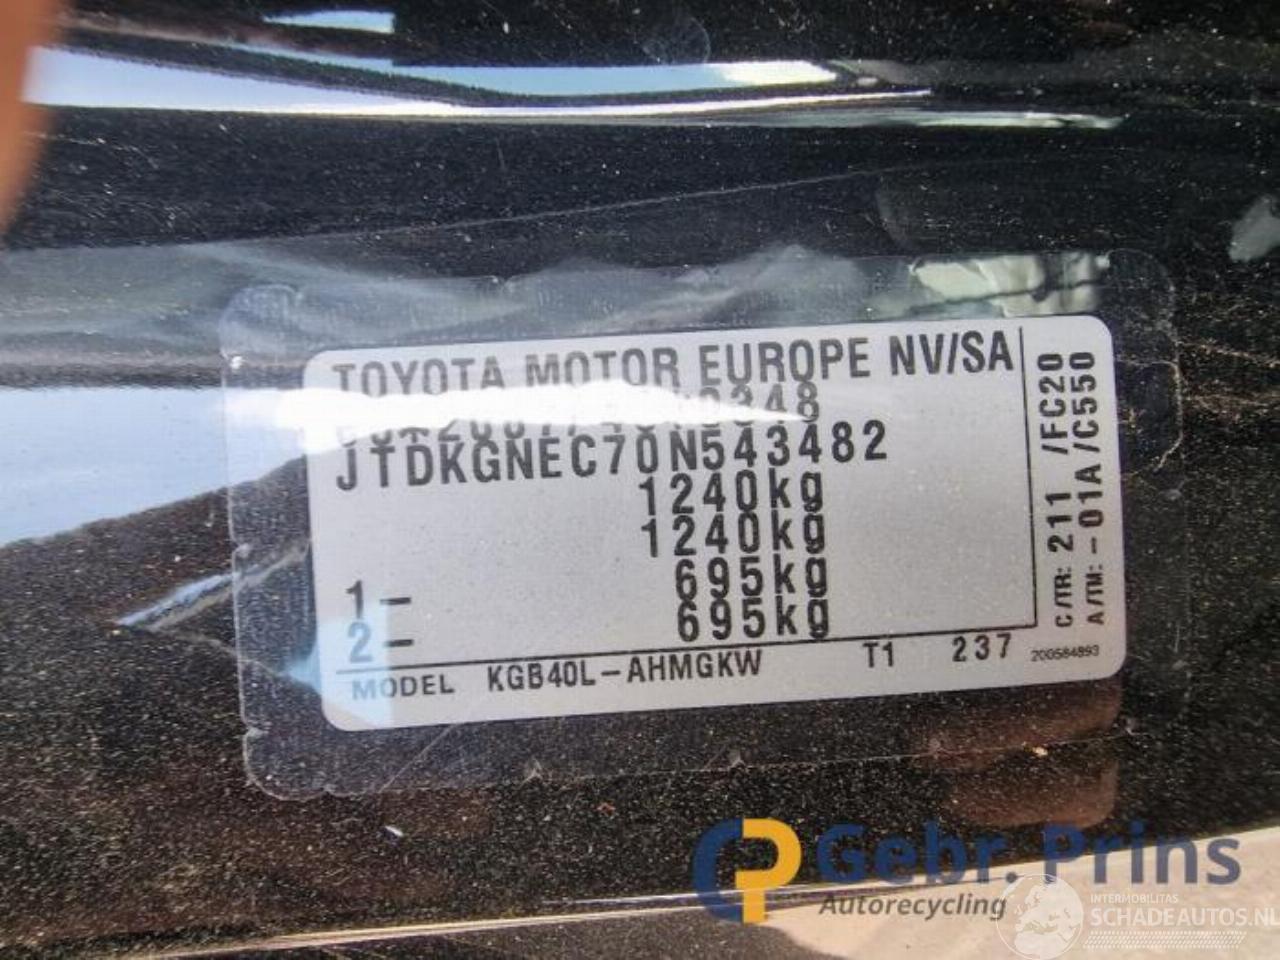 TOYOTA MOTOR EUROPE NV/SA
JTDKGNEC70N543482
1240kg
1240kg
1- 695kg
2- 695kg
MODEL KGB40L-AHMGKW T1 237
C/TR: 211 /FC20
A/TM: -01A/C550
200584893
Gebr. Prins
Autorecycling
INTERMOBILITAS
SCHADEAUTOS.NL